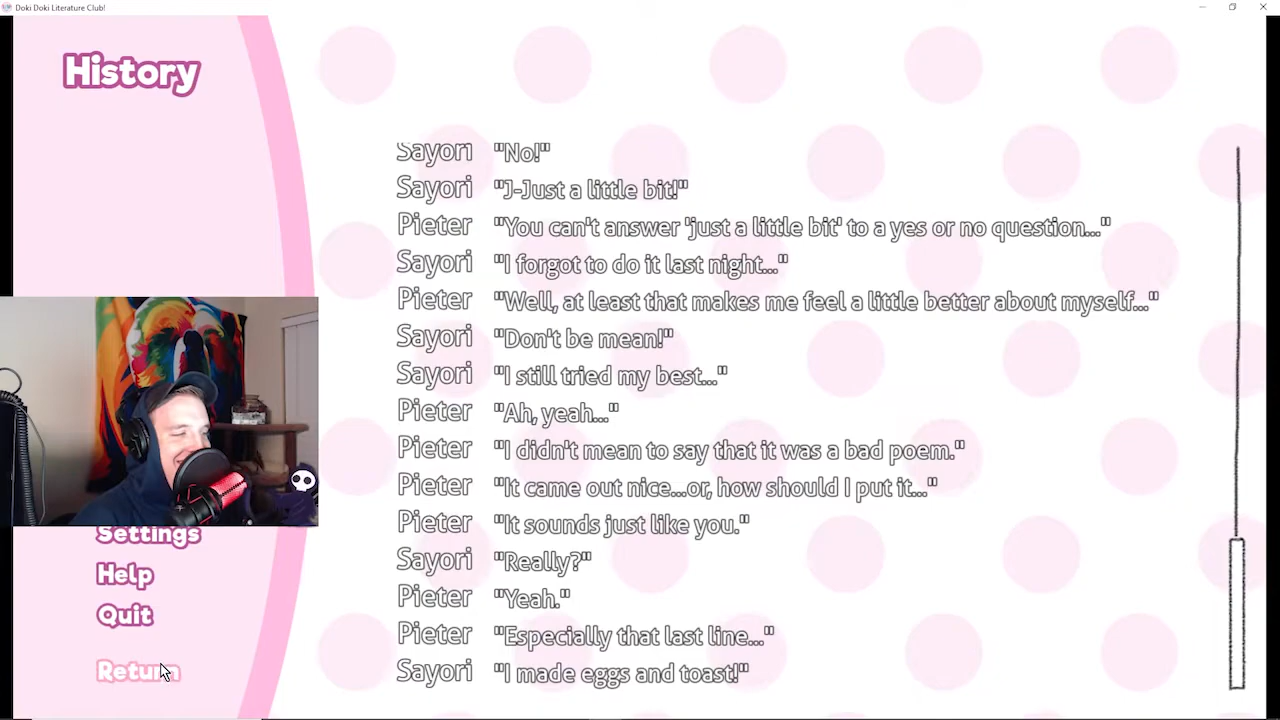 Doki Doki Literature Club!
History
Sayori "No!"
Sayori "J-Just a little bit!"
Pieter "You can't answer 'just a little bit' to a yes or no question..."
Sayori "I forgot to do it last night..."
Pieter "Well, at least that makes me feel a little better about myself..."
Sayori "Don't be mean!"
Sayori "I still tried my best..."
Pieter "Ah, yeah..."
Pieter "I didn't mean to say that it was a bad poem."
Pieter "It came out nice...or, how should I put it..."
Pieter "It sounds just like you."
Sayori "Really?"
Pieter "Yeah."
Pieter "Especially that last line..."
Sayori "I made eggs and toast!"
Settings
Help
Quit
Return